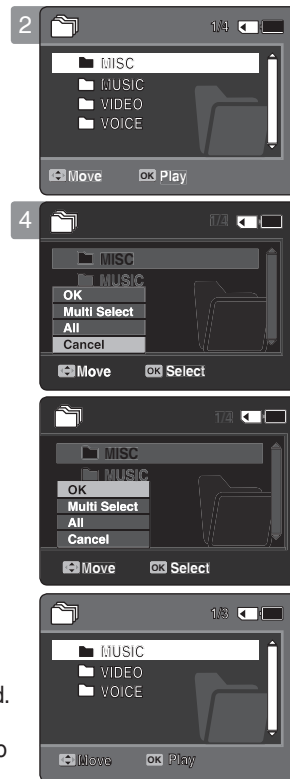 2
1/4
MISC
MUSIC
VIDEO
VOICE
Move OK Play
4
1/4
MISC
MUSIC
OK
Multi Select
All
Cancel
Move OK Select
1/4
MISC
MUSIC
OK
Multi Select
All
Cancel
Move OK Select
1/3
MUSIC
VIDEO
VOICE
d.
o
Move OK Play